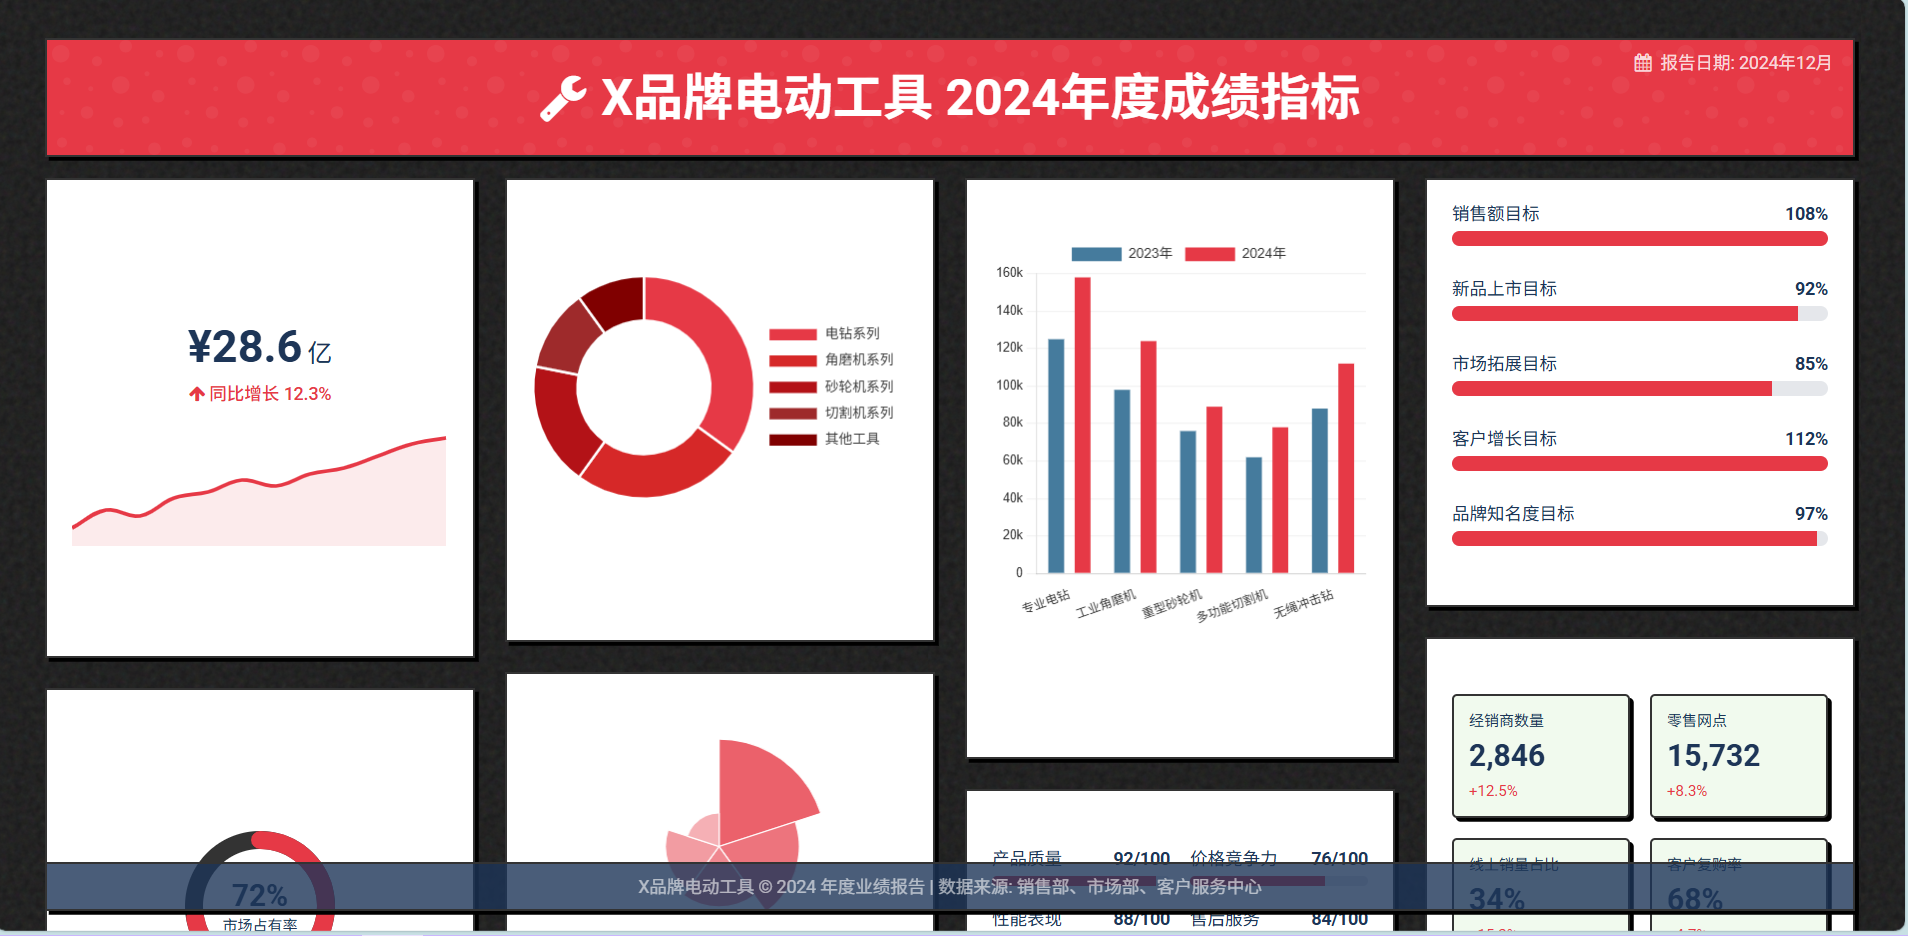 报告日期: 2024年12月
X品牌电动工具 2024年度成绩指标
¥28.6 亿
同比增长 12.3%
电钻系列
角磨机系列
砂轮机系列
切割机系列
其他工具
2023年 2024年
160k
140k
120k
100k
80k
60k
40k
20k
0
专业电钻 工业角磨机 重型砂轮机 多功能切割机 无绳冲击钻
销售额目标 108%
新品上市目标 92%
市场拓展目标 85%
客户增长目标 112%
品牌知名度目标 97%
72%
市场占有率
产品质量 92/100 价格竞争力 76/100
性能表现 88/100 售后服务 84/100
经销商数量
2,846
+12.5%
零售网点
15,732
+8.3%
线上销量占比
34%
客户复购率
68%
X品牌电动工具 © 2024 年度业绩报告 | 数据来源: 销售部、市场部、客户服务中心